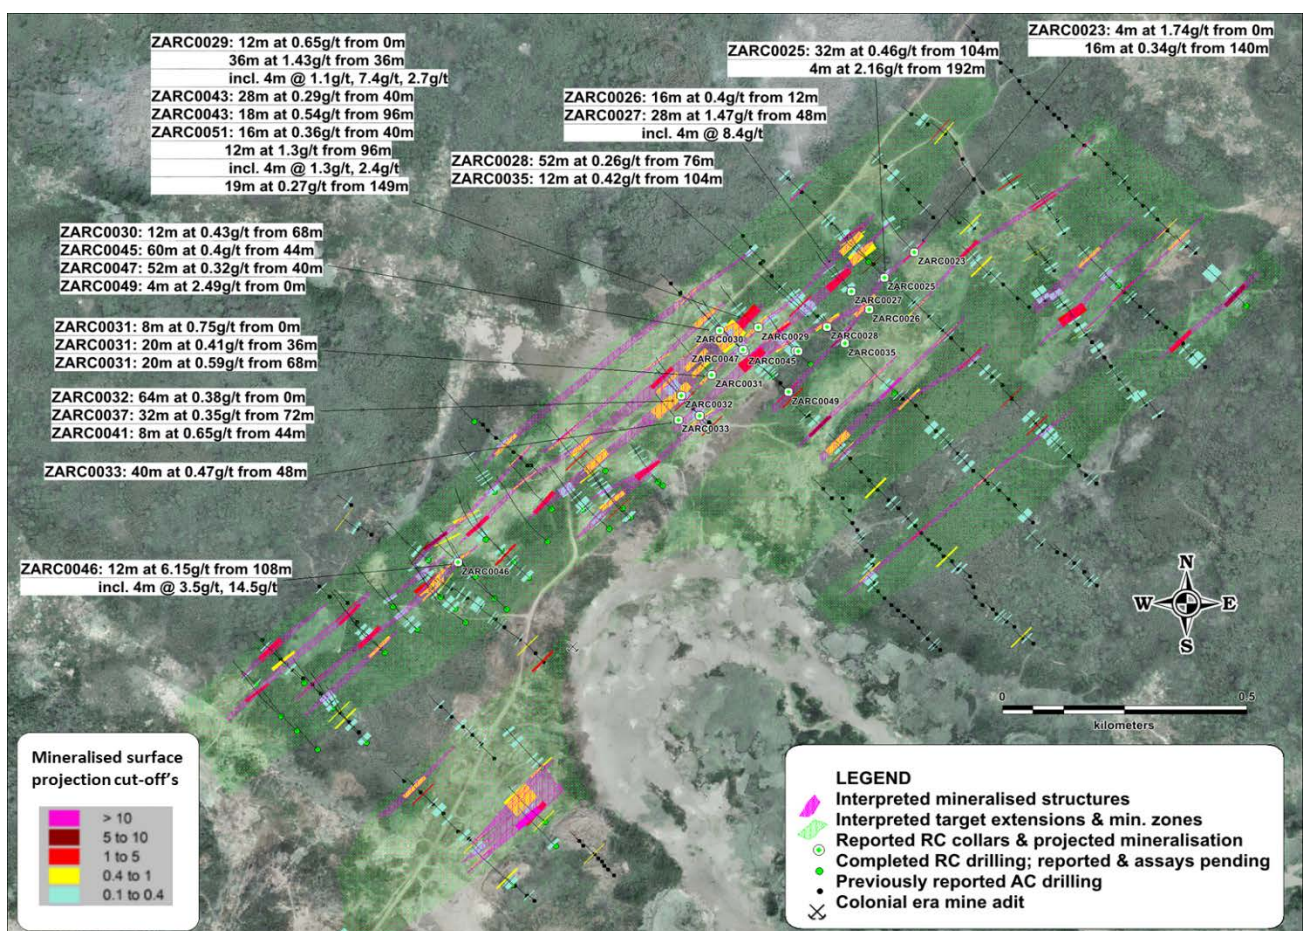 ZARC0029: 12m at 0.65g/t from 0m
36m at 1.43g/t from 36m
incl. 4m @ 1.1g/t, 7.4g/t, 2.7g/t
ZARC0043: 28m at 0.29g/t from 40m
ZARC0043: 18m at 0.54g/t from 96m
ZARC0051: 16m at 0.36g/t from 40m
12m at 1.3g/t from 96m
incl. 4m @ 1.3g/t, 2.4g/t
19m at 0.27g/t from 149m
ZARC0023: 4m at 1.74g/t from 0m
16m at 0.34g/t from 140m
ZARC0025: 32m at 0.46g/t from 104m
4m at 2.16g/t from 192m
ZARC0026: 16m at 0.4g/t from 12m
ZARC0027: 28m at 1.47g/t from 48m
incl. 4m @ 8.4g/t
ZARC0028: 52m at 0.26g/t from 76m
ZARC0035: 12m at 0.42g/t from 104m
ZARC0030: 12m at 0.43g/t from 68m
ZARC0045: 60m at 0.4g/t from 44m
ZARC0047: 52m at 0.32g/t from 40m
ZARC0049: 4m at 2.49g/t from 0m
ZARC0031: 8m at 0.75g/t from 0m
ZARC0031: 20m at 0.41g/t from 36m
ZARC0031: 20m at 0.59g/t from 68m
ZARC0032: 64m at 0.38g/t from 0m
ZARC0037: 32m at 0.35g/t from 72m
ZARC0041: 8m at 0.65g/t from 44m
ZARC0033: 40m at 0.47g/t from 48m
ZARC0046: 12m at 6.15g/t from 108m
incl. 4m @ 3.5g/t, 14.5g/t
ZARC0023
ZARC0025
ZARC0027
ZARC0026
ZARC0028
ZARC0029
ZARC0030
ZARC0035
ZARC0047
ZARC0045
ZARC0031
ZARC0049
ZARC0032
ZARC0033
ZARC0046
N
W
E
S
0
0.5
kilometers
Mineralised surface
projection cut-off's
> 10
5 to 10
1 to 5
0.4 to 1
0.1 to 0.4
LEGEND
Interpreted mineralised structures
Interpreted target extensions & min. zones
Reported RC collars & projected mineralisation
Completed RC drilling; reported & assays pending
Previously reported AC drilling
Colonial era mine adit